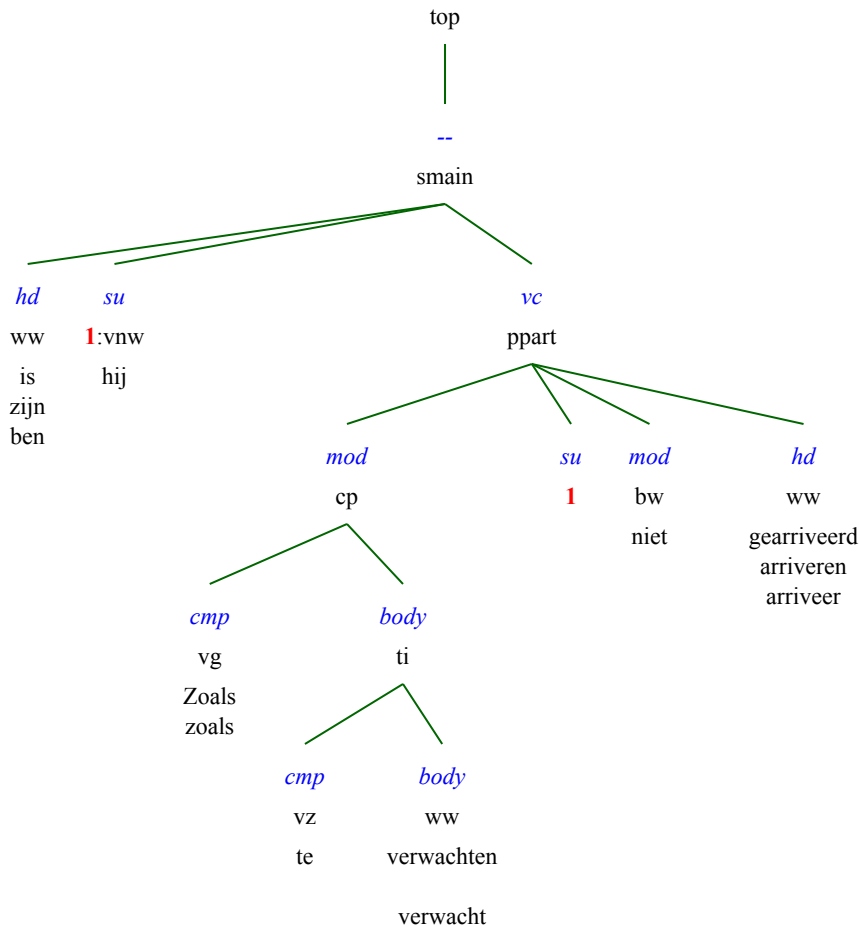 top
--
smain
hd su vc
ww 1:vnw ppart
is hij
zijn
ben
mod su mod hd
cp 1 bw ww
niet gearriveerd
arriveren
arriveer
cmp body
vg ti
Zoals
zoals
cmp body
vz ww
te verwachten
verwacht